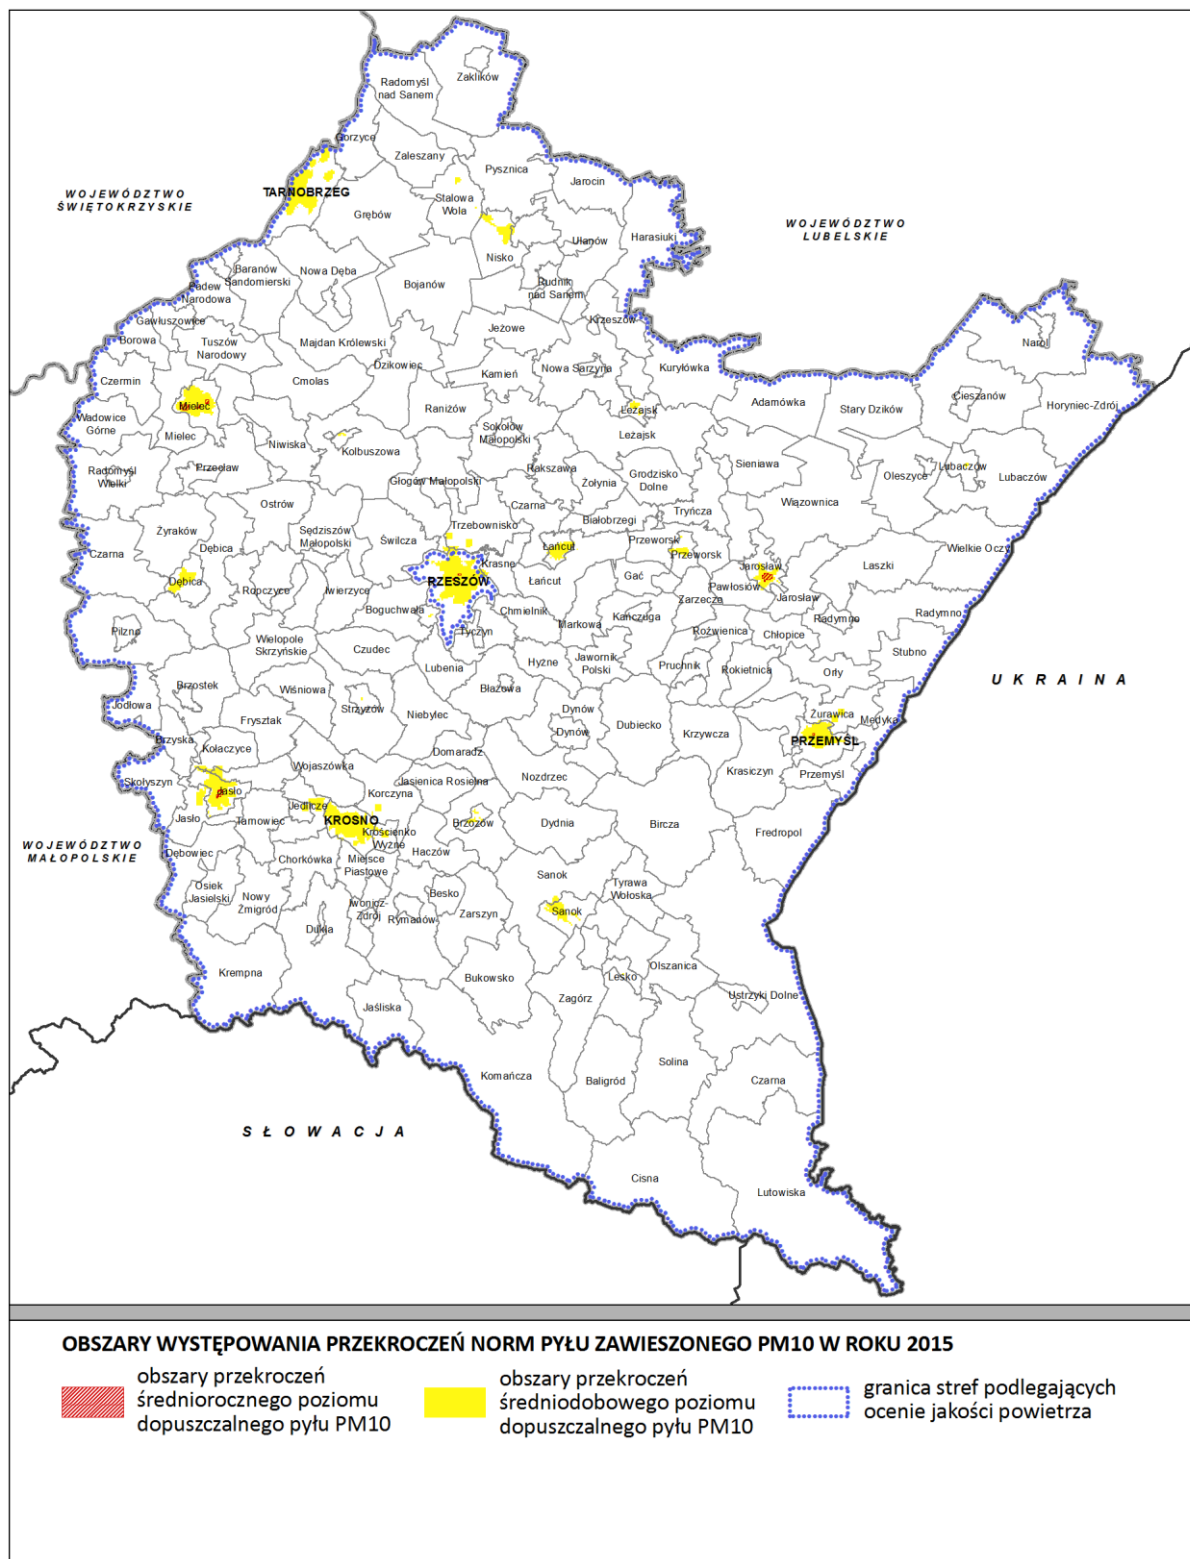 Zaklików
Radomyśl
nad Sanem
Gorzyce
Zaleszany
Pysznica
Jarocin
WOJEWÓDZTWO
ŚWIĘTOKRZYSKIE
TARNOBRZEG
Stalowa
Wola
Grębów
Ulanów
Harasiuki
WOJEWÓDZTWO
LUBELSKIE
Nisko
Baranów
Sandomierski
Nowa Dęba
Bojanów
Rudnik
nad Sanem
Padew
Narodowa
Gawłuszowice
Borowa
Tuszów
Narodowy
Majdan Królewski
Jeżowe
Krzeszów
Narol
Dzikowiec
Kamień
Nowa Sarzyna
Kuryłówka
Czermin
Cmolas
Adamówka
Stary Dzików
Cieszanów
Horyniec-Zdrój
Mielec
Raniżów
Leżajsk
Wadowice
Górne
Mielec
Niwiska
Kolbuszowa
Sokołów
Małopolski
Leżajsk
Radomyśl
Wielki
Przecław
Rakszawa
Grodzisko
Dolne
Sieniawa
Oleszyce
Lubaczów
Lubaczów
Głogów Małopolski
Żołynia
Ostrów
Czarna
Tryńcza
Wiązownica
Żyraków
Sędziszów
Małopolski
Trzebownisko
Białobrzegi
Czarna
Dębica
Świlcza
Łańcut
Przeworsk
Przeworsk
Wielkie Oczy
Krasne
Jarosław
Laszki
Dębica
Ropczyce
Iwierzyce
RZESZÓW
Łańcut
Gać
Pawłosiów
Zarzecze
Jarosław
Boguchwała
Chmielnik
Markowa
Kańczuga
Radymno
Radymno
Pilzno
Tyczyn
Roźwienica
Chłopice
Wielopole
Skrzyńskie
Czudec
Stubno
Lubenia
Hyżne
Jawornik
Polski
Pruchnik
Rokietnica
Orły
Brzostek
Wiśniowa
Błażowa
Jodłowa
Strzyżów
Niebylec
Dynów
Dynów
Dubiecko
Krzywcza
Żurawica
Medyka
Frysztak
PRZEMYŚL
Brzyska
Kołaczyce
Domaradz
Wojaszówka
Krasiczyn
Przemyśl
Skołyszyn
Jasło
Jasienica Rosielna
Nozdrzec
Korczyna
Jedlicze
Jasło
Tarnowiec
KROSNO
Brzozów
Dydnia
Bircza
Fredropol
Krościenko
Wyżne
WOJEWÓDZTWO
MAŁOPOLSKIE
Dębowiec
Chorkówka
Miejsce
Piastowe
Haczów
Sanok
Tyrawa
Wołoska
Osiek
Jasielski
Nowy
Żmigród
Iwonicz-
Zdrój
Besko
Rymanów
Zarszyn
Sanok
Dukla
Krempna
Bukowsko
Olszanica
Lesko
Zagórz
Ustrzyki Dolne
Jaśliska
Solina
Komańcza
Baligród
Czarna
Cisna
Lutowiska
UKRAINA
SŁOWACJA
OBSZARY WYSTĘPOWANIA PRZEKROCZEŃ NORM PYŁU ZAWIESZONEGO PM10 W ROKU 2015
obszary przekroczeń
średniorocznego poziomu
dopuszczalnego pyłu PM10
obszary przekroczeń
średniodobowego poziomu
dopuszczalnego pyłu PM10
granica stref podlegających
ocenie jakości powietrza